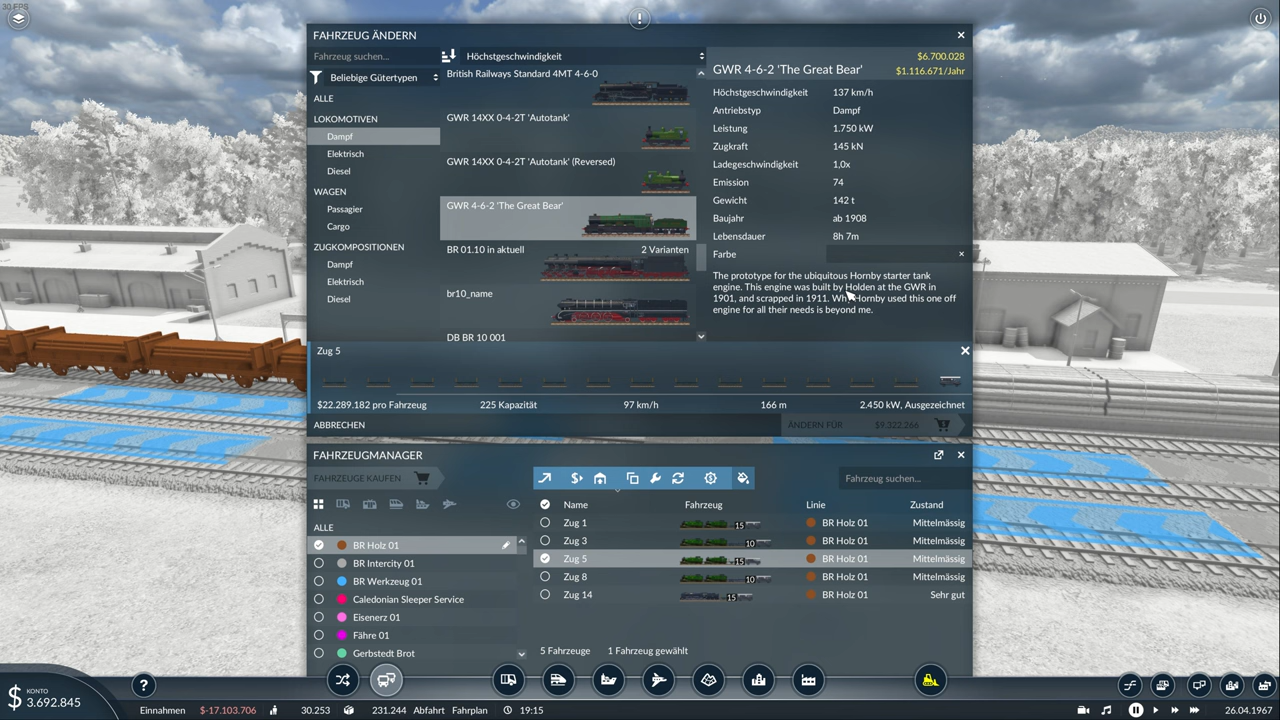 30 FPS
FAHRZEUG ÄNDERN
Fahrzeug suchen...
Höchstgeschwindigkeit
Beliebige Gütertypen
ALLE
LOKOMOTIVEN
Dampf
Elektrisch
Diesel
WAGEN
Passagier
Cargo
ZUGKOMPOSITIONEN
Dampf
Elektrisch
Diesel
British Railways Standard 4MT 4-6-0
GWR 14XX 0-4-2T 'Autotank'
GWR 14XX 0-4-2T 'Autotank' (Reversed)
GWR 4-6-2 'The Great Bear'
BR 01.10 in aktuell 2 Varianten
br10_name
DB BR 10 001
$6.700.028
GWR 4-6-2 'The Great Bear' $1.116.671/Jahr
Höchstgeschwindigkeit 137 km/h
Antriebstyp Dampf
Leistung 1.750 kW
Zugkraft 145 kN
Ladegeschwindigkeit 1,0x
Emission 74
Gewicht 142 t
Baujahr ab 1908
Lebensdauer 8h 7m
Farbe
The prototype for the ubiquitous Hornby starter tank
engine. This engine was built by Holden at the GWR in
1901, and scrapped in 1911. Why Hornby used this one off
engine for all their needs is beyond me.
Zug 5
$22.289.182 pro Fahrzeug 225 Kapazität 97 km/h 166 m 2.450 kW, Ausgezeichnet
ABBRECHEN ÄNDERN FÜR $9.322.266
FAHRZEUGMANAGER
FAHRZEUGE KAUFEN
Fahrzeug suchen...
ALLE
BR Holz 01
BR Intercity 01
BR Werkzeug 01
Caledonian Sleeper Service
Eisenerz 01
Fähre 01
Gerbstedt Brot
Name Fahrzeug Linie Zustand
Zug 1 15 BR Holz 01 Mittelmässig
Zug 3 10 BR Holz 01 Mittelmässig
Zug 5 15 BR Holz 01 Mittelmässig
Zug 8 10 BR Holz 01 Mittelmässig
Zug 14 15 BR Holz 01 Sehr gut
5 Fahrzeuge 1 Fahrzeug gewählt
$ KONTO
3.692.845
?
Einnahmen $-17.103.706 30.253 231.244 Abfahrt Fahrplan 19:15
26.04.1967